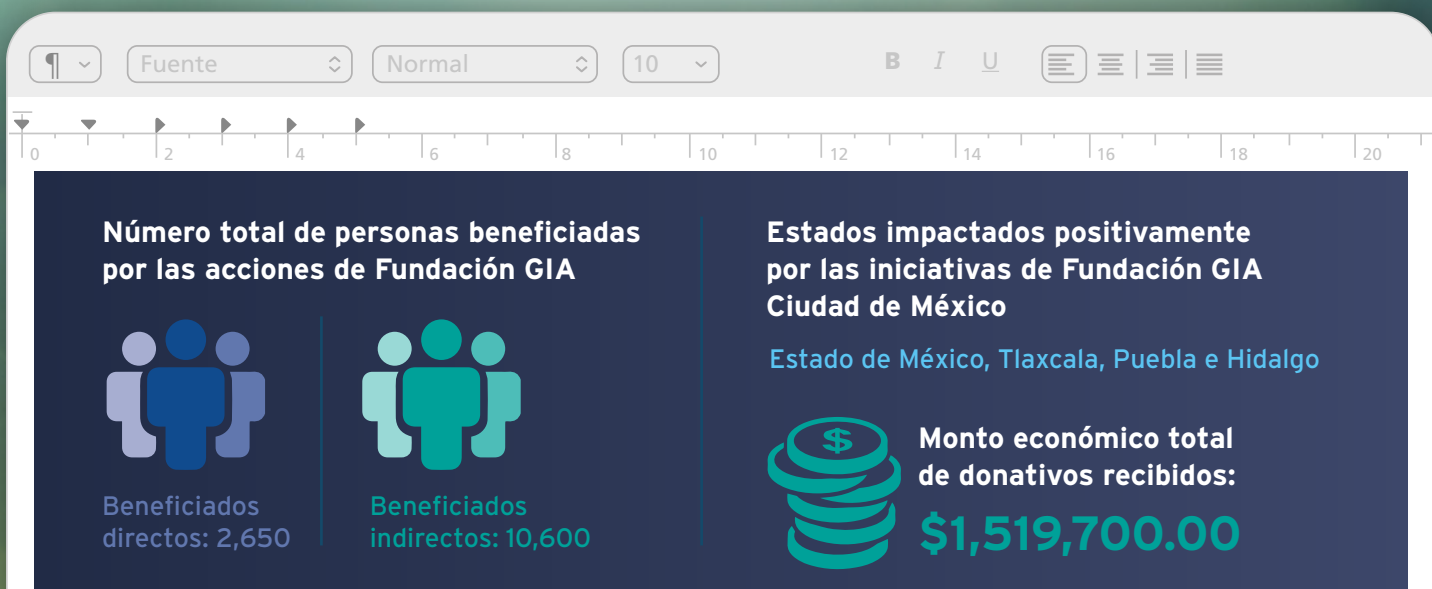 ¶
Fuente
Normal
10
B I U
0 2 4 6 8 10 12 14 16 18 20
Número total de personas beneficiadas
por las acciones de Fundación GIA
Beneficiados
directos: 2,650
Beneficiados
indirectos: 10,600
Estados impactados positivamente
por las iniciativas de Fundación GIA
Ciudad de México
Estado de México, Tlaxcala, Puebla e Hidalgo
$
Monto económico total
de donativos recibidos:
$1,519,700.00